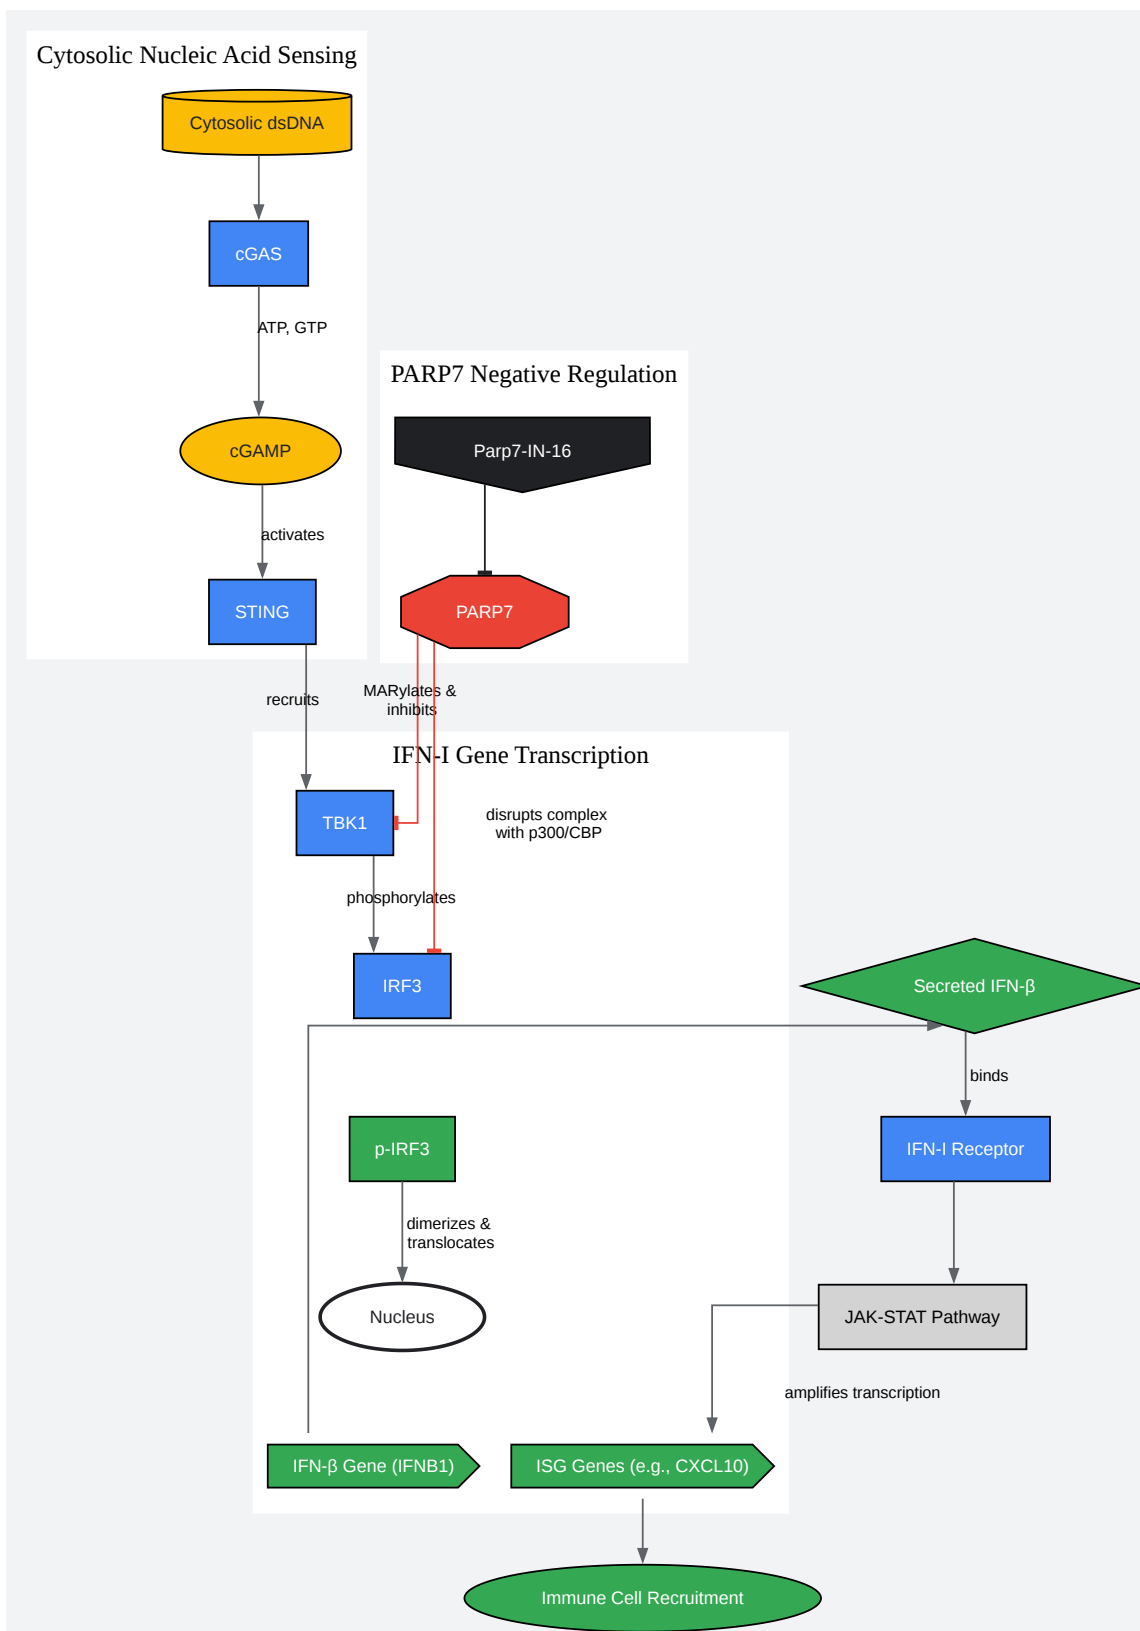 Cytosolic Nucleic Acid Sensing
Cytosolic dsDNA
cGAS
ATP, GTP
cGAMP
activates
STING
recruits
PARP7 Negative Regulation
Parp7-IN-16
PARP7
MARylates &
inhibits
IFN-I Gene Transcription
TBK1
disrupts complex
with p300/CBP
phosphorylates
IRF3
Secreted IFN-β
binds
p-IRF3
IFN-I Receptor
dimerizes &
translocates
Nucleus
JAK-STAT Pathway
amplifies transcription
IFN-β Gene (IFNB1)
ISG Genes (e.g., CXCL10)
Immune Cell Recruitment